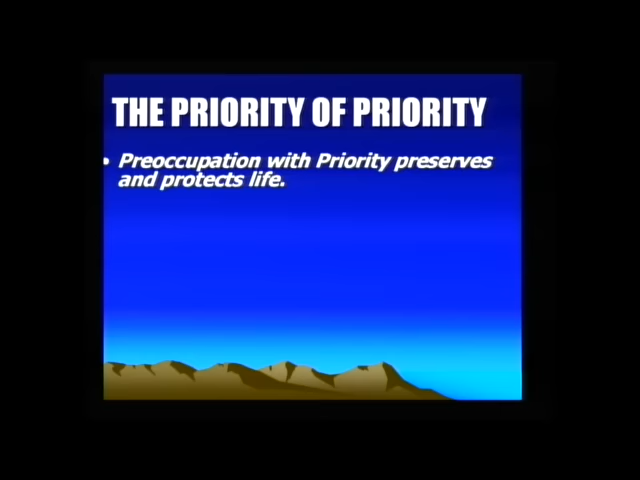 THE PRIORITY OF PRIORITY
• Preoccupation with Priority preserves
and protects life.